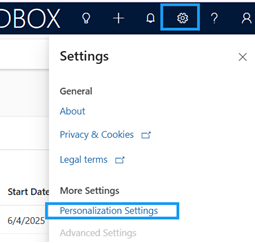 DBOX
Settings
General
About
Privacy & Cookies
Legal terms
More Settings
Start Date
Personalization Settings
6/4/2025
Advanced Settings